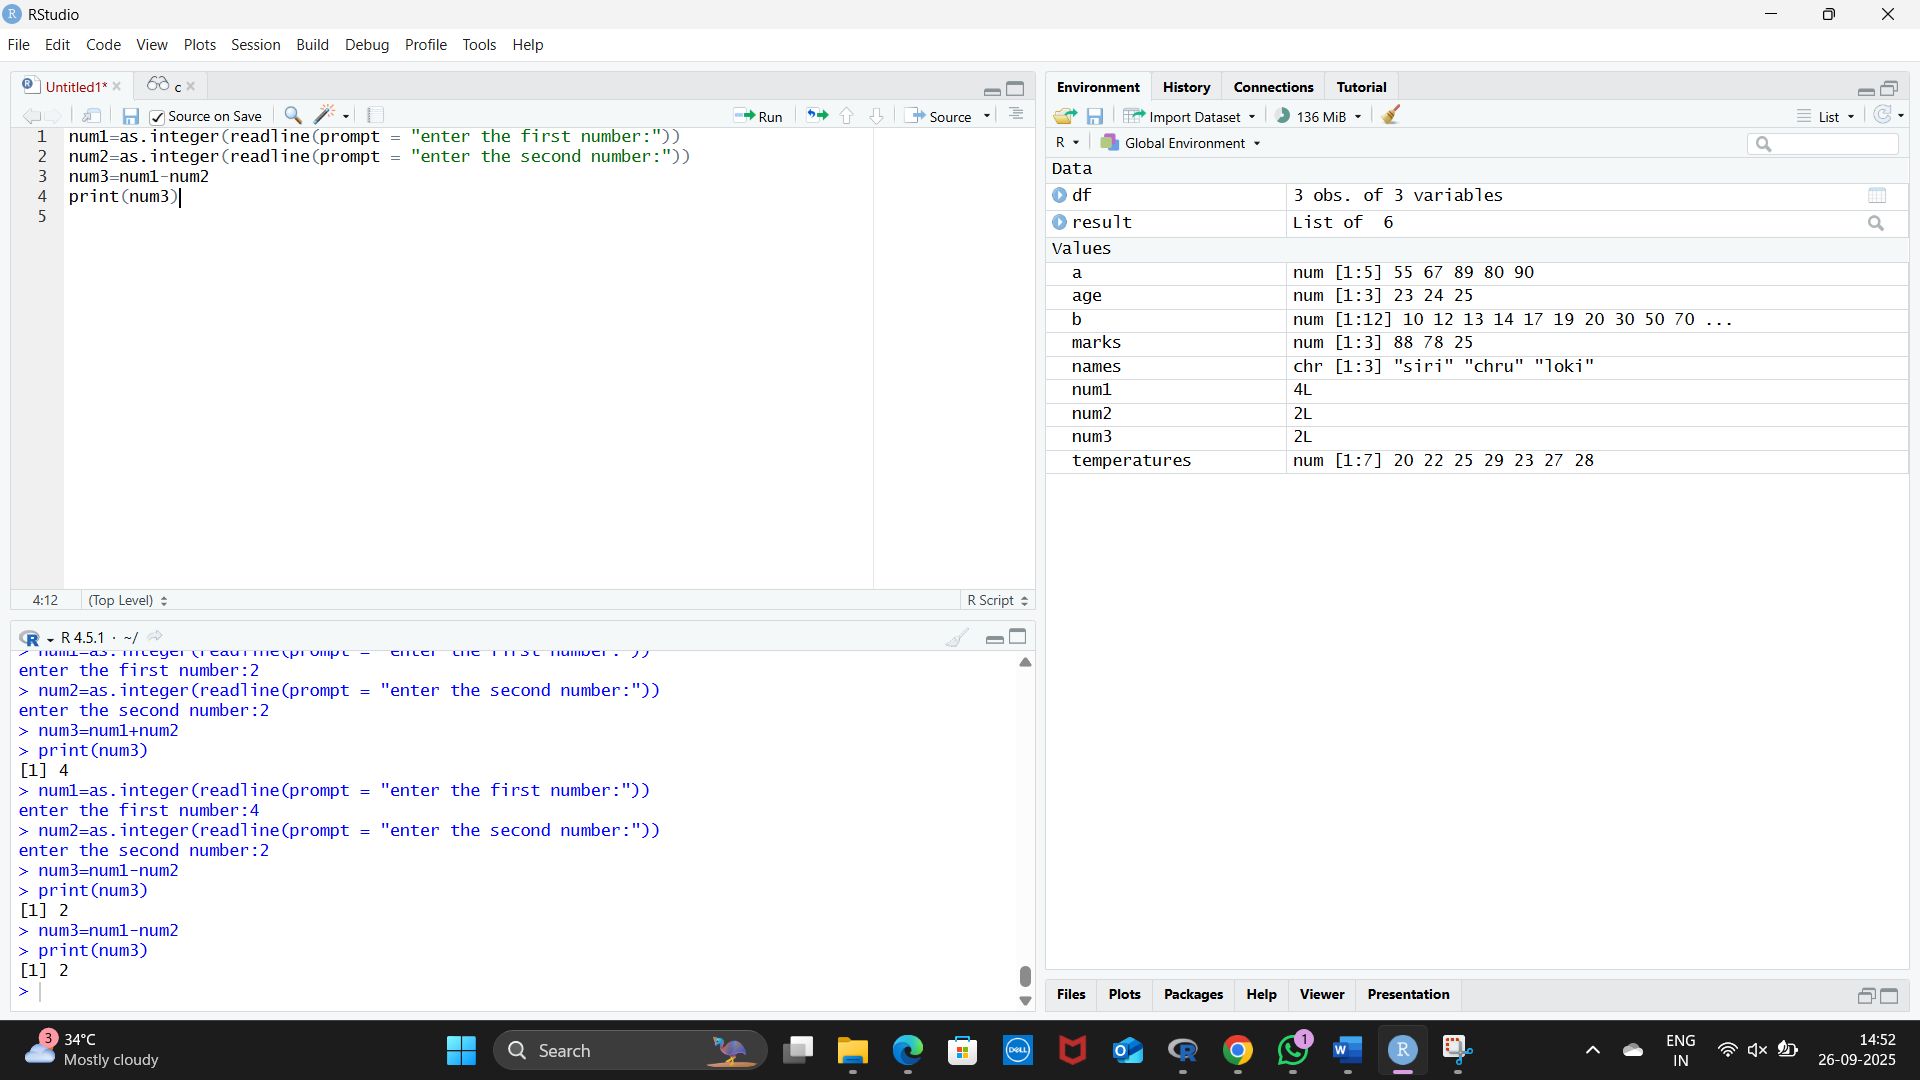 RStudio
File Edit Code View Plots Session Build Debug Profile Tools Help
Untitled1* c
Source on Save Run Source
1 num1=as.integer(readline(prompt = "enter the first number:"))
2 num2=as.integer(readline(prompt = "enter the second number:"))
3 num3=num1-num2
4 print(num3)
5
4:12 (Top Level) R Script
R 4.5.1 · ~/
> num1=as.integer(readline(prompt = "enter the first number:"))
enter the first number:2
> num2=as.integer(readline(prompt = "enter the second number:"))
enter the second number:2
> num3=num1+num2
> print(num3)
[1] 4
> num1=as.integer(readline(prompt = "enter the first number:"))
enter the first number:4
> num2=as.integer(readline(prompt = "enter the second number:"))
enter the second number:2
> num3=num1-num2
> print(num3)
[1] 2
> num3=num1-num2
> print(num3)
[1] 2
>
Environment History Connections Tutorial
Import Dataset 136 MiB List
R Global Environment
Data
df 3 obs. of 3 variables
result List of 6
Values
a num [1:5] 55 67 89 80 90
age num [1:3] 23 24 25
b num [1:12] 10 12 13 14 17 19 20 30 50 70 ...
marks num [1:3] 88 78 25
names chr [1:3] "siri" "chru" "loki"
num1 4L
num2 2L
num3 2L
temperatures num [1:7] 20 22 25 29 23 27 28
Files Plots Packages Help Viewer Presentation
3 34°C
Mostly cloudy
Search
DELL
1
ENG
IN
14:52
26-09-2025